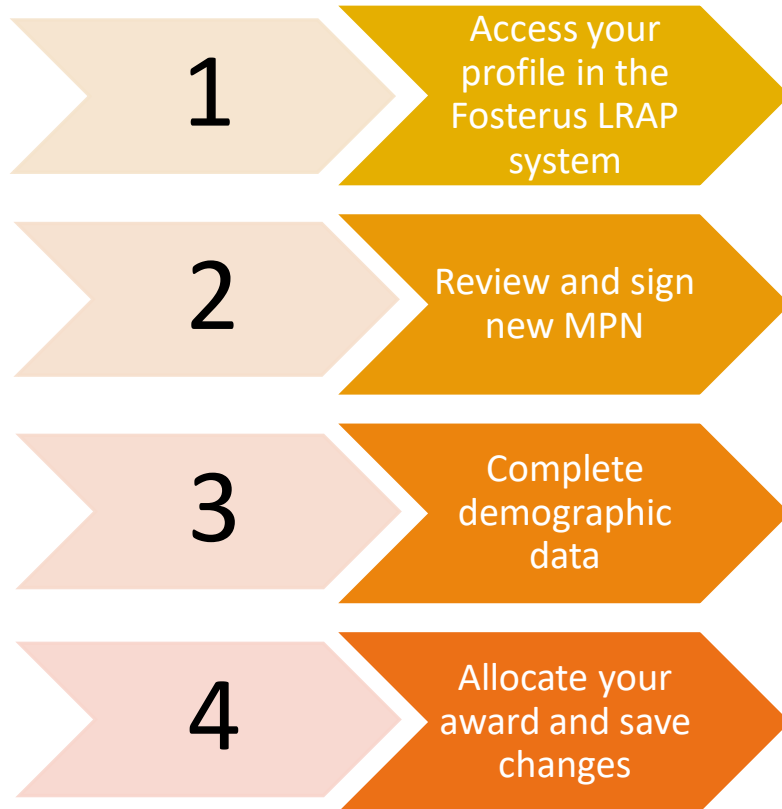 1
Access your
profile in the
Fosterus LRAP
system
2
Review and sign
new MPN
3
Complete
demographic
data
4
Allocate your
award and save
changes